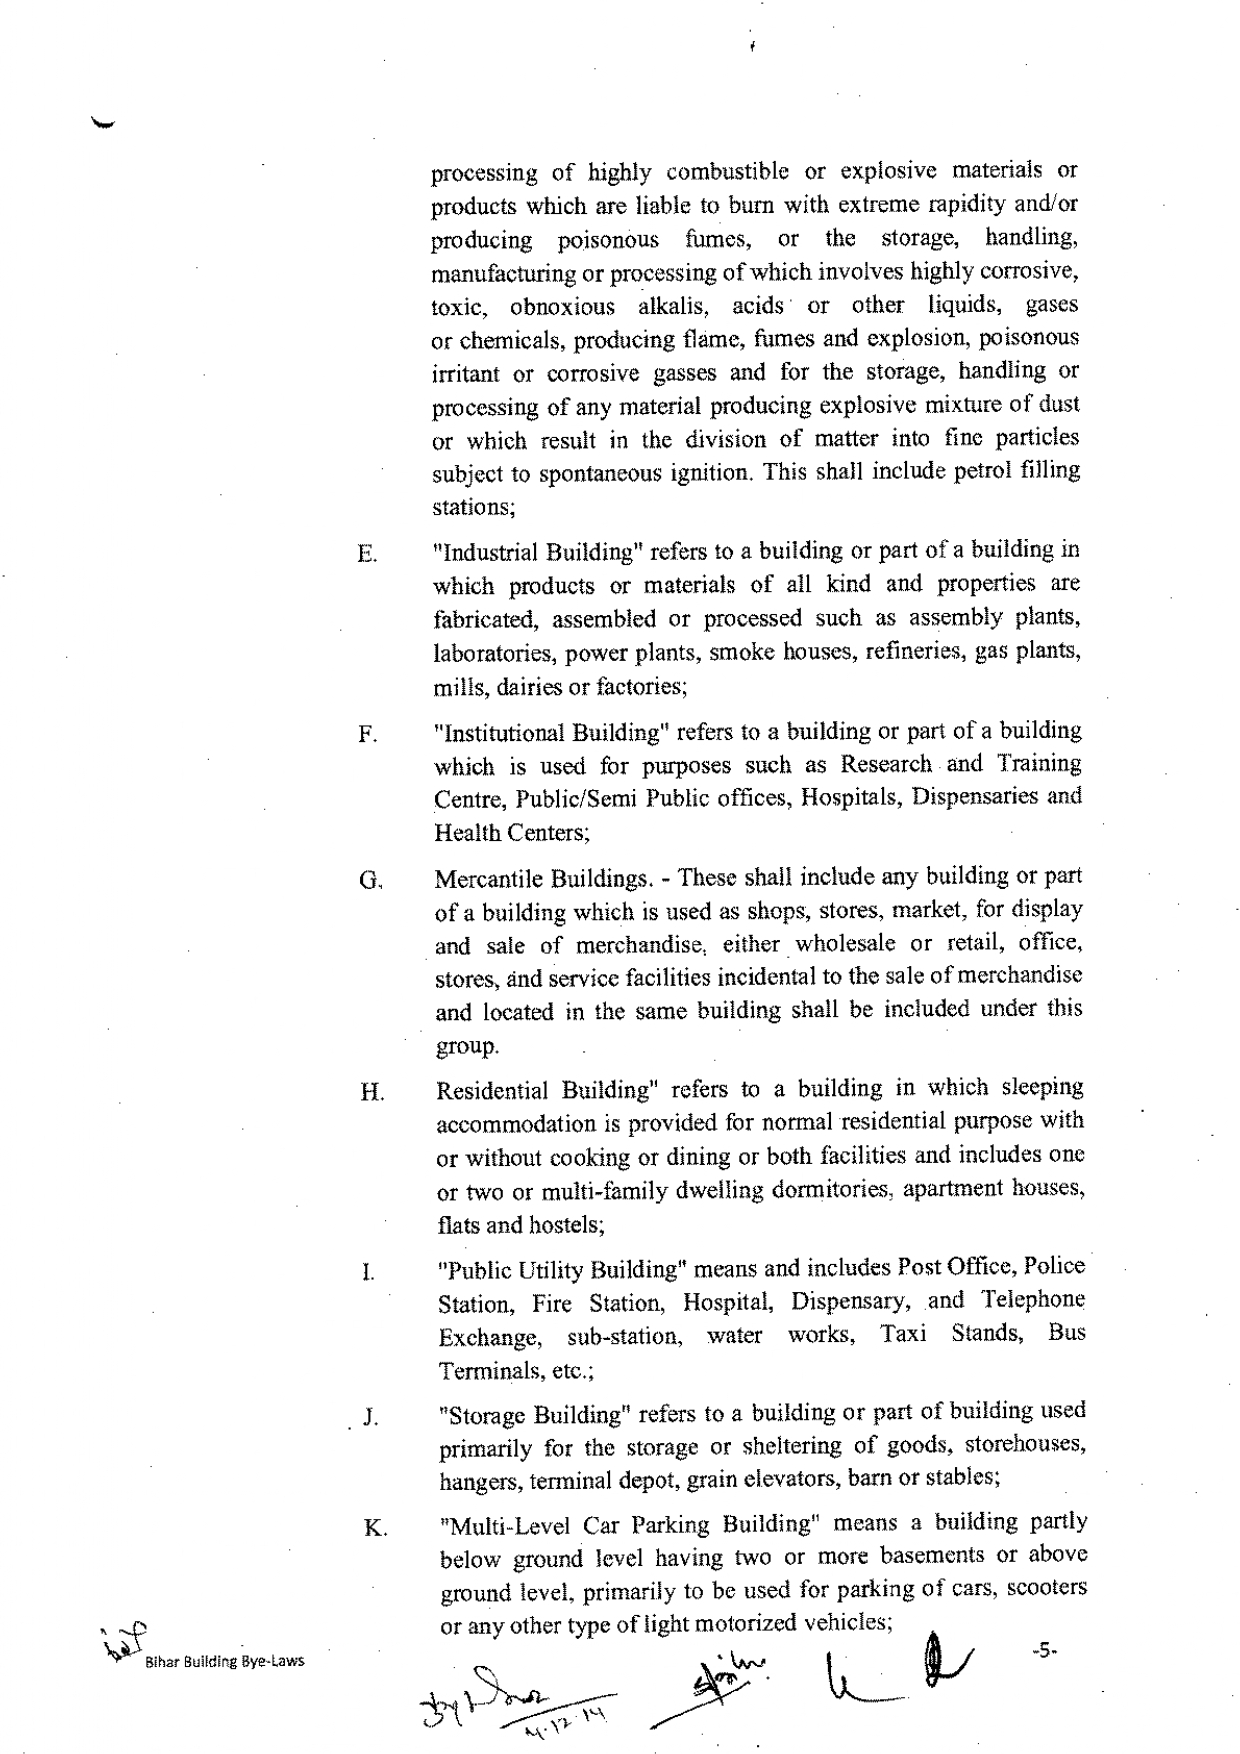 processing of highly combustible or explosive materials or
products which are liable to burn with extreme rapidity and/or
producing poisonous fumes, or the storage, handling,
manufacturing or processing of which involves highly corrosive,
toxic, obnoxious alkalis, acids or other liquids, gases
or chemicals, producing flame, fumes and explosion, poisonous
irritant or corrosive gasses and for the storage, handling or
processing of any material producing explosive mixture of dust
or which result in the division of matter into fine particles
subject to spontaneous ignition. This shall include petrol filling
stations;
E. "Industrial Building" refers to a building or part of a building in
which products or materials of all kind and properties are
fabricated, assembled or processed such as assembly plants,
laboratories, power plants, smoke houses, refineries, gas plants,
mills, dairies or factories;
F. "Institutional Building" refers to a building or part of a building
which is used for purposes such as Research and Training
Centre, Public/Semi Public offices, Hospitals, Dispensaries and
Health Centers;
G. Mercantile Buildings. - These shall include any building or part
of a building which is used as shops, stores, market, for display
and sale of merchandise, either wholesale or retail, office,
stores, and service facilities incidental to the sale of merchandise
and located in the same building shall be included under this
group.
H. Residential Building" refers to a building in which sleeping
accommodation is provided for normal residential purpose with
or without cooking or dining or both facilities and includes one
or two or multi-family dwelling dormitories, apartment houses,
flats and hostels;
I. "Public Utility Building" means and includes Post Office, Police
Station, Fire Station, Hospital, Dispensary, and Telephone
Exchange, sub-station, water works, Taxi Stands, Bus
Terminals, etc.;
J. "Storage Building" refers to a building or part of building used
primarily for the storage or sheltering of goods, storehouses,
hangers, terminal depot, grain elevators, barn or stables;
K. "Multi-Level Car Parking Building" means a building partly
below ground level having two or more basements or above
ground level, primarily to be used for parking of cars, scooters
or any other type of light motorized vehicles;
Bihar Building Bye-Laws -5-
4.12.14